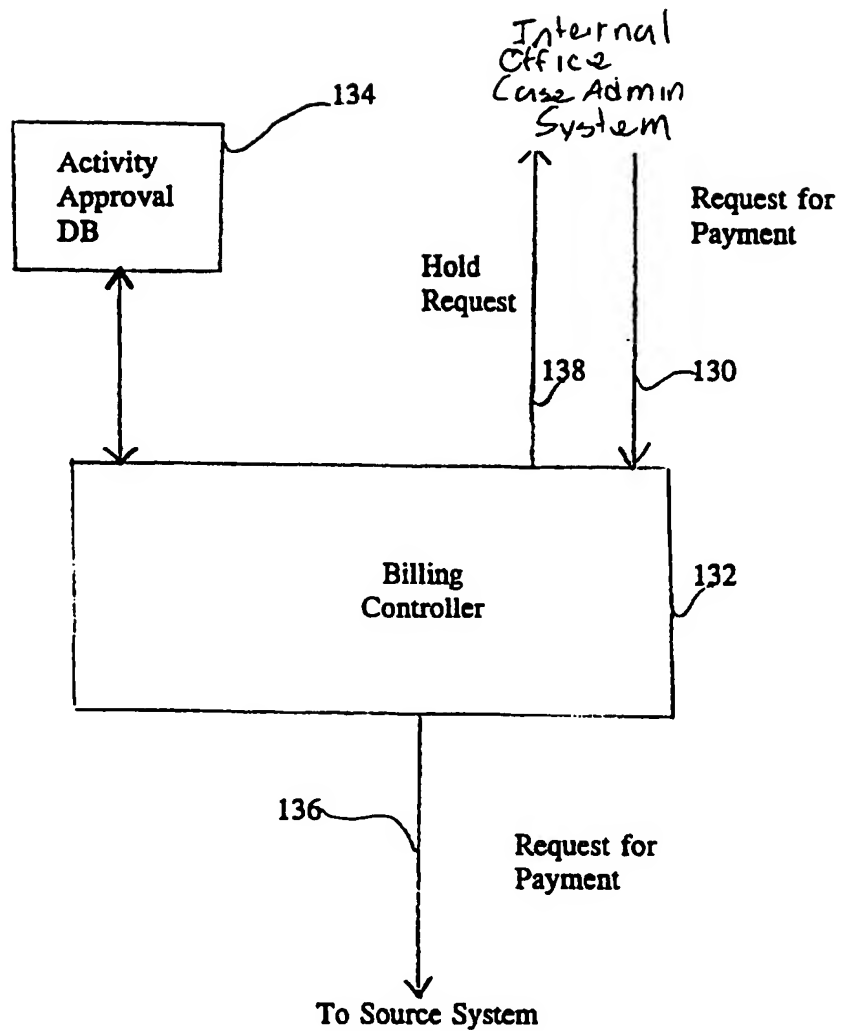 Internal
Office
Case Admin
System
134
Activity
Approval
DB
Request for
Payment
Hold
Request
138
130
Billing
Controller
132
136
Request for
Payment
To Source System